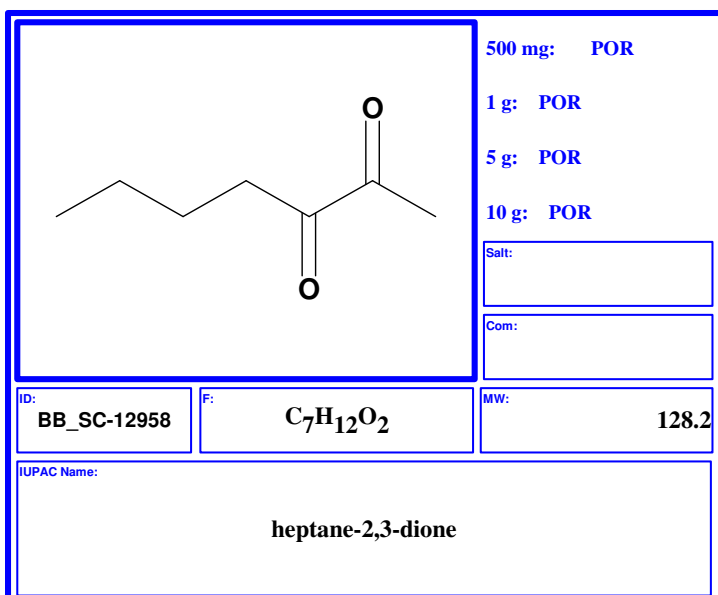 O
O
500 mg: POR
1 g: POR
5 g: POR
10 g: POR
Salt:
Com:
ID:
BB_SC-12958
F:
C7H12O2
MW:
128.2
IUPAC Name:
heptane-2,3-dione